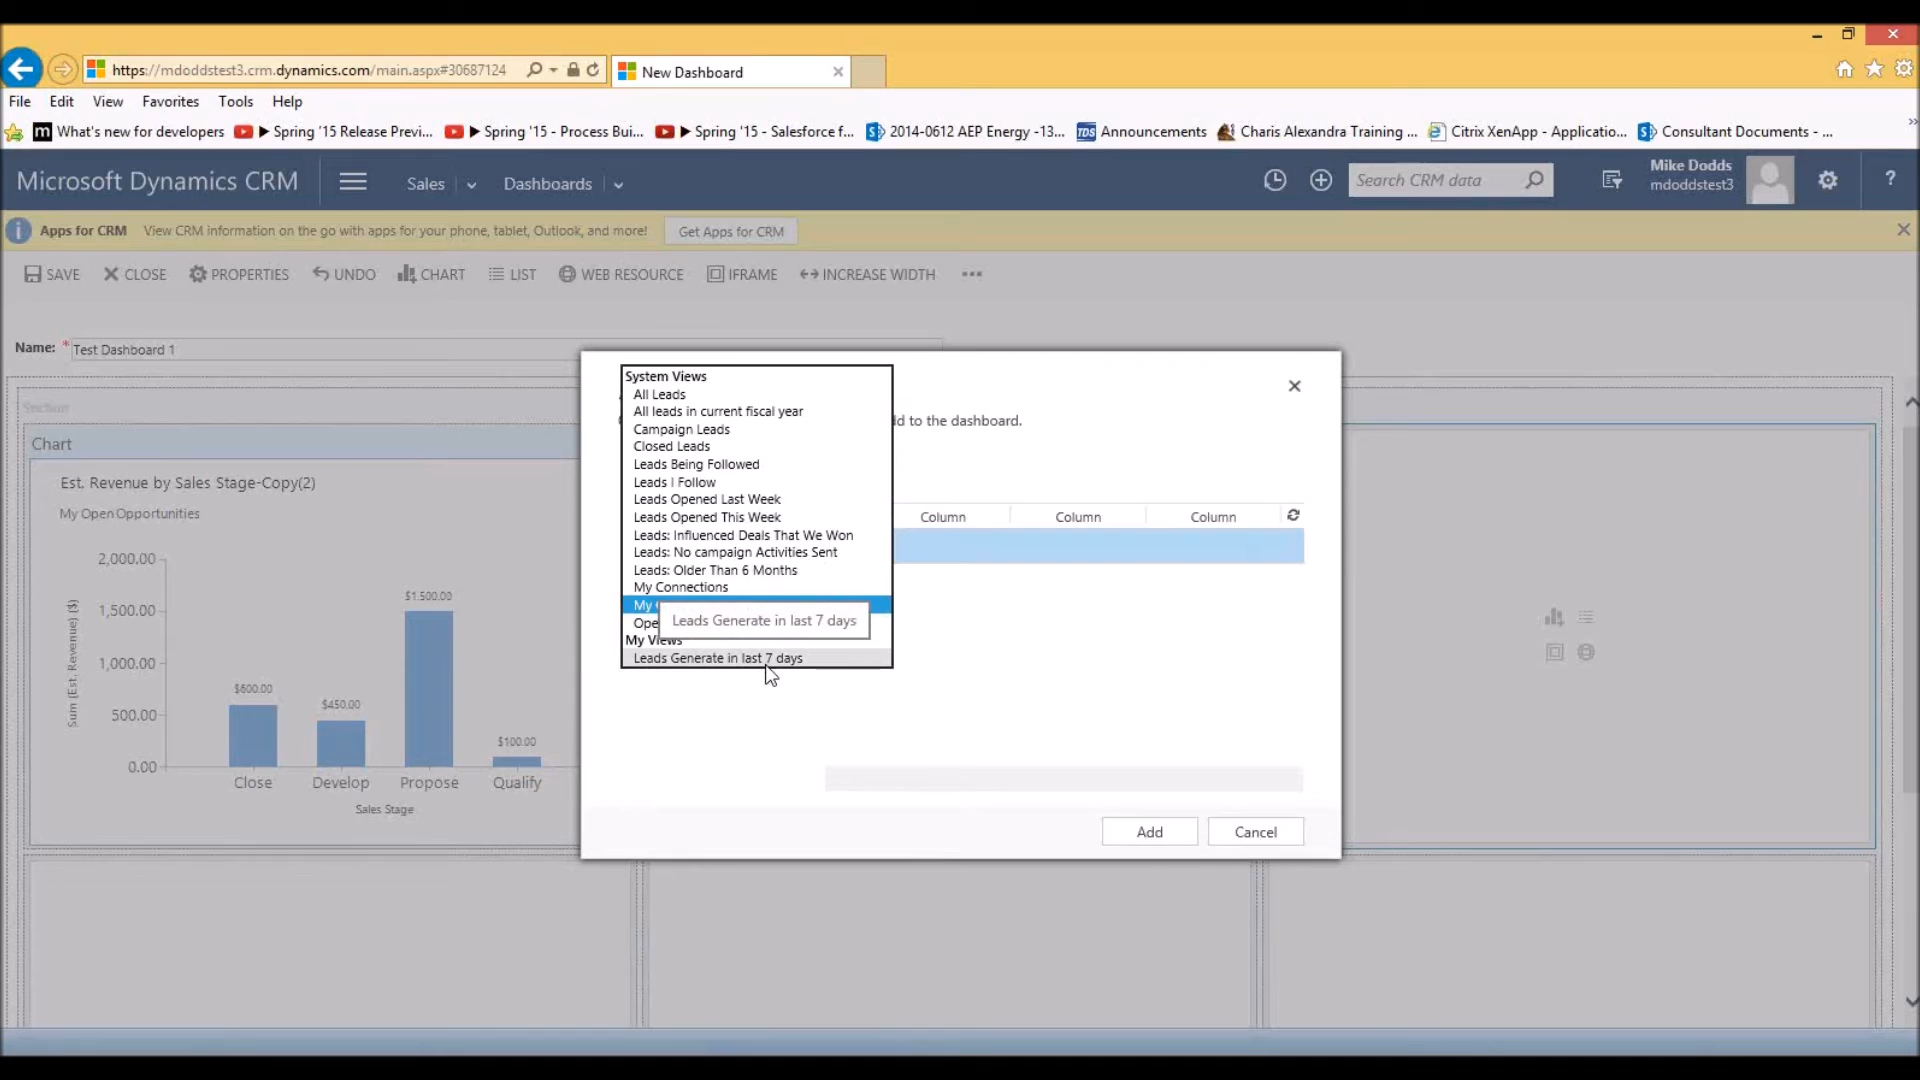 https://mdoddstest3.crm.dynamics.com/main.aspx#30687124
New Dashboard
File Edit View Favorites Tools Help
What's new for developers
Spring '15 Release Previ...
Spring '15 - Process Bui...
Spring '15 - Salesforce f...
2014-0612 AEP Energy -13...
TDS Announcements
Charis Alexandra Training ...
Citrix XenApp - Applicatio...
Consultant Documents - ...
Microsoft Dynamics CRM
Sales
Dashboards
Search CRM data
Mike Dodds
mdoddstest3
?
Apps for CRM View CRM information on the go with apps for your phone, tablet, Outlook, and more!
Get Apps for CRM
SAVE CLOSE PROPERTIES UNDO CHART LIST WEB RESOURCE IFRAME INCREASE WIDTH
Name: * Test Dashboard 1
Section
Chart
Est. Revenue by Sales Stage-Copy(2)
My Open Opportunities
Sum (Est. Revenue) ($)
2,000.00
1,500.00
1,000.00
500.00
0.00
$600.00
$450.00
$1,500.00
$100.00
Close Develop Propose Qualify
Sales Stage
System Views
All Leads
All leads in current fiscal year
Campaign Leads
Closed Leads
Leads Being Followed
Leads I Follow
Leads Opened Last Week
Leads Opened This Week
Leads: Influenced Deals That We Won
Leads: No campaign Activities Sent
Leads: Older Than 6 Months
My Connections
My
Ope
My Views
Leads Generate in last 7 days
Leads Generate in last 7 days
to the dashboard.
Column Column Column
Add
Cancel